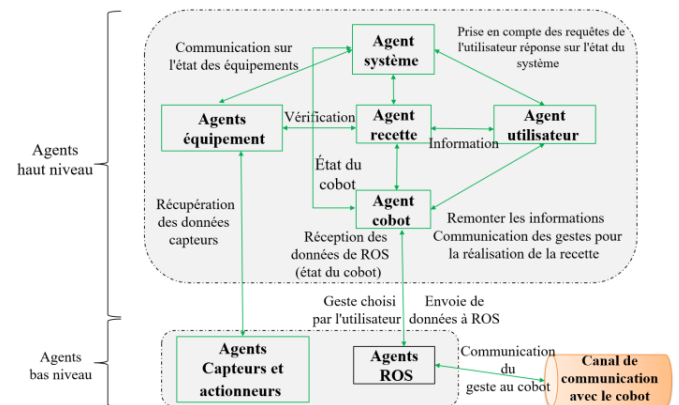 Communication sur
l'état des équipements
Agent
système
Prise en compte des requêtes de
l'utilisateur réponse sur l'état du
système
Agents
équipement
Vérification
Agent
recette
Information
Agent
utilisateur
Agents
haut niveau
État du
cobot
Agent
cobot
Récupération
des données
capteurs
Réception des
données de ROS
(état du cobot)
Remonter les informations
Communication des gestes pour
la réalisation de la recette
Geste choisi
par l'utilisateur
Envoie de
données à ROS
Agents
bas niveau
Agents
Capteurs et
actionneurs
Agents
ROS
Communication
du
geste au cobot
Canal de
communication
avec le cobot